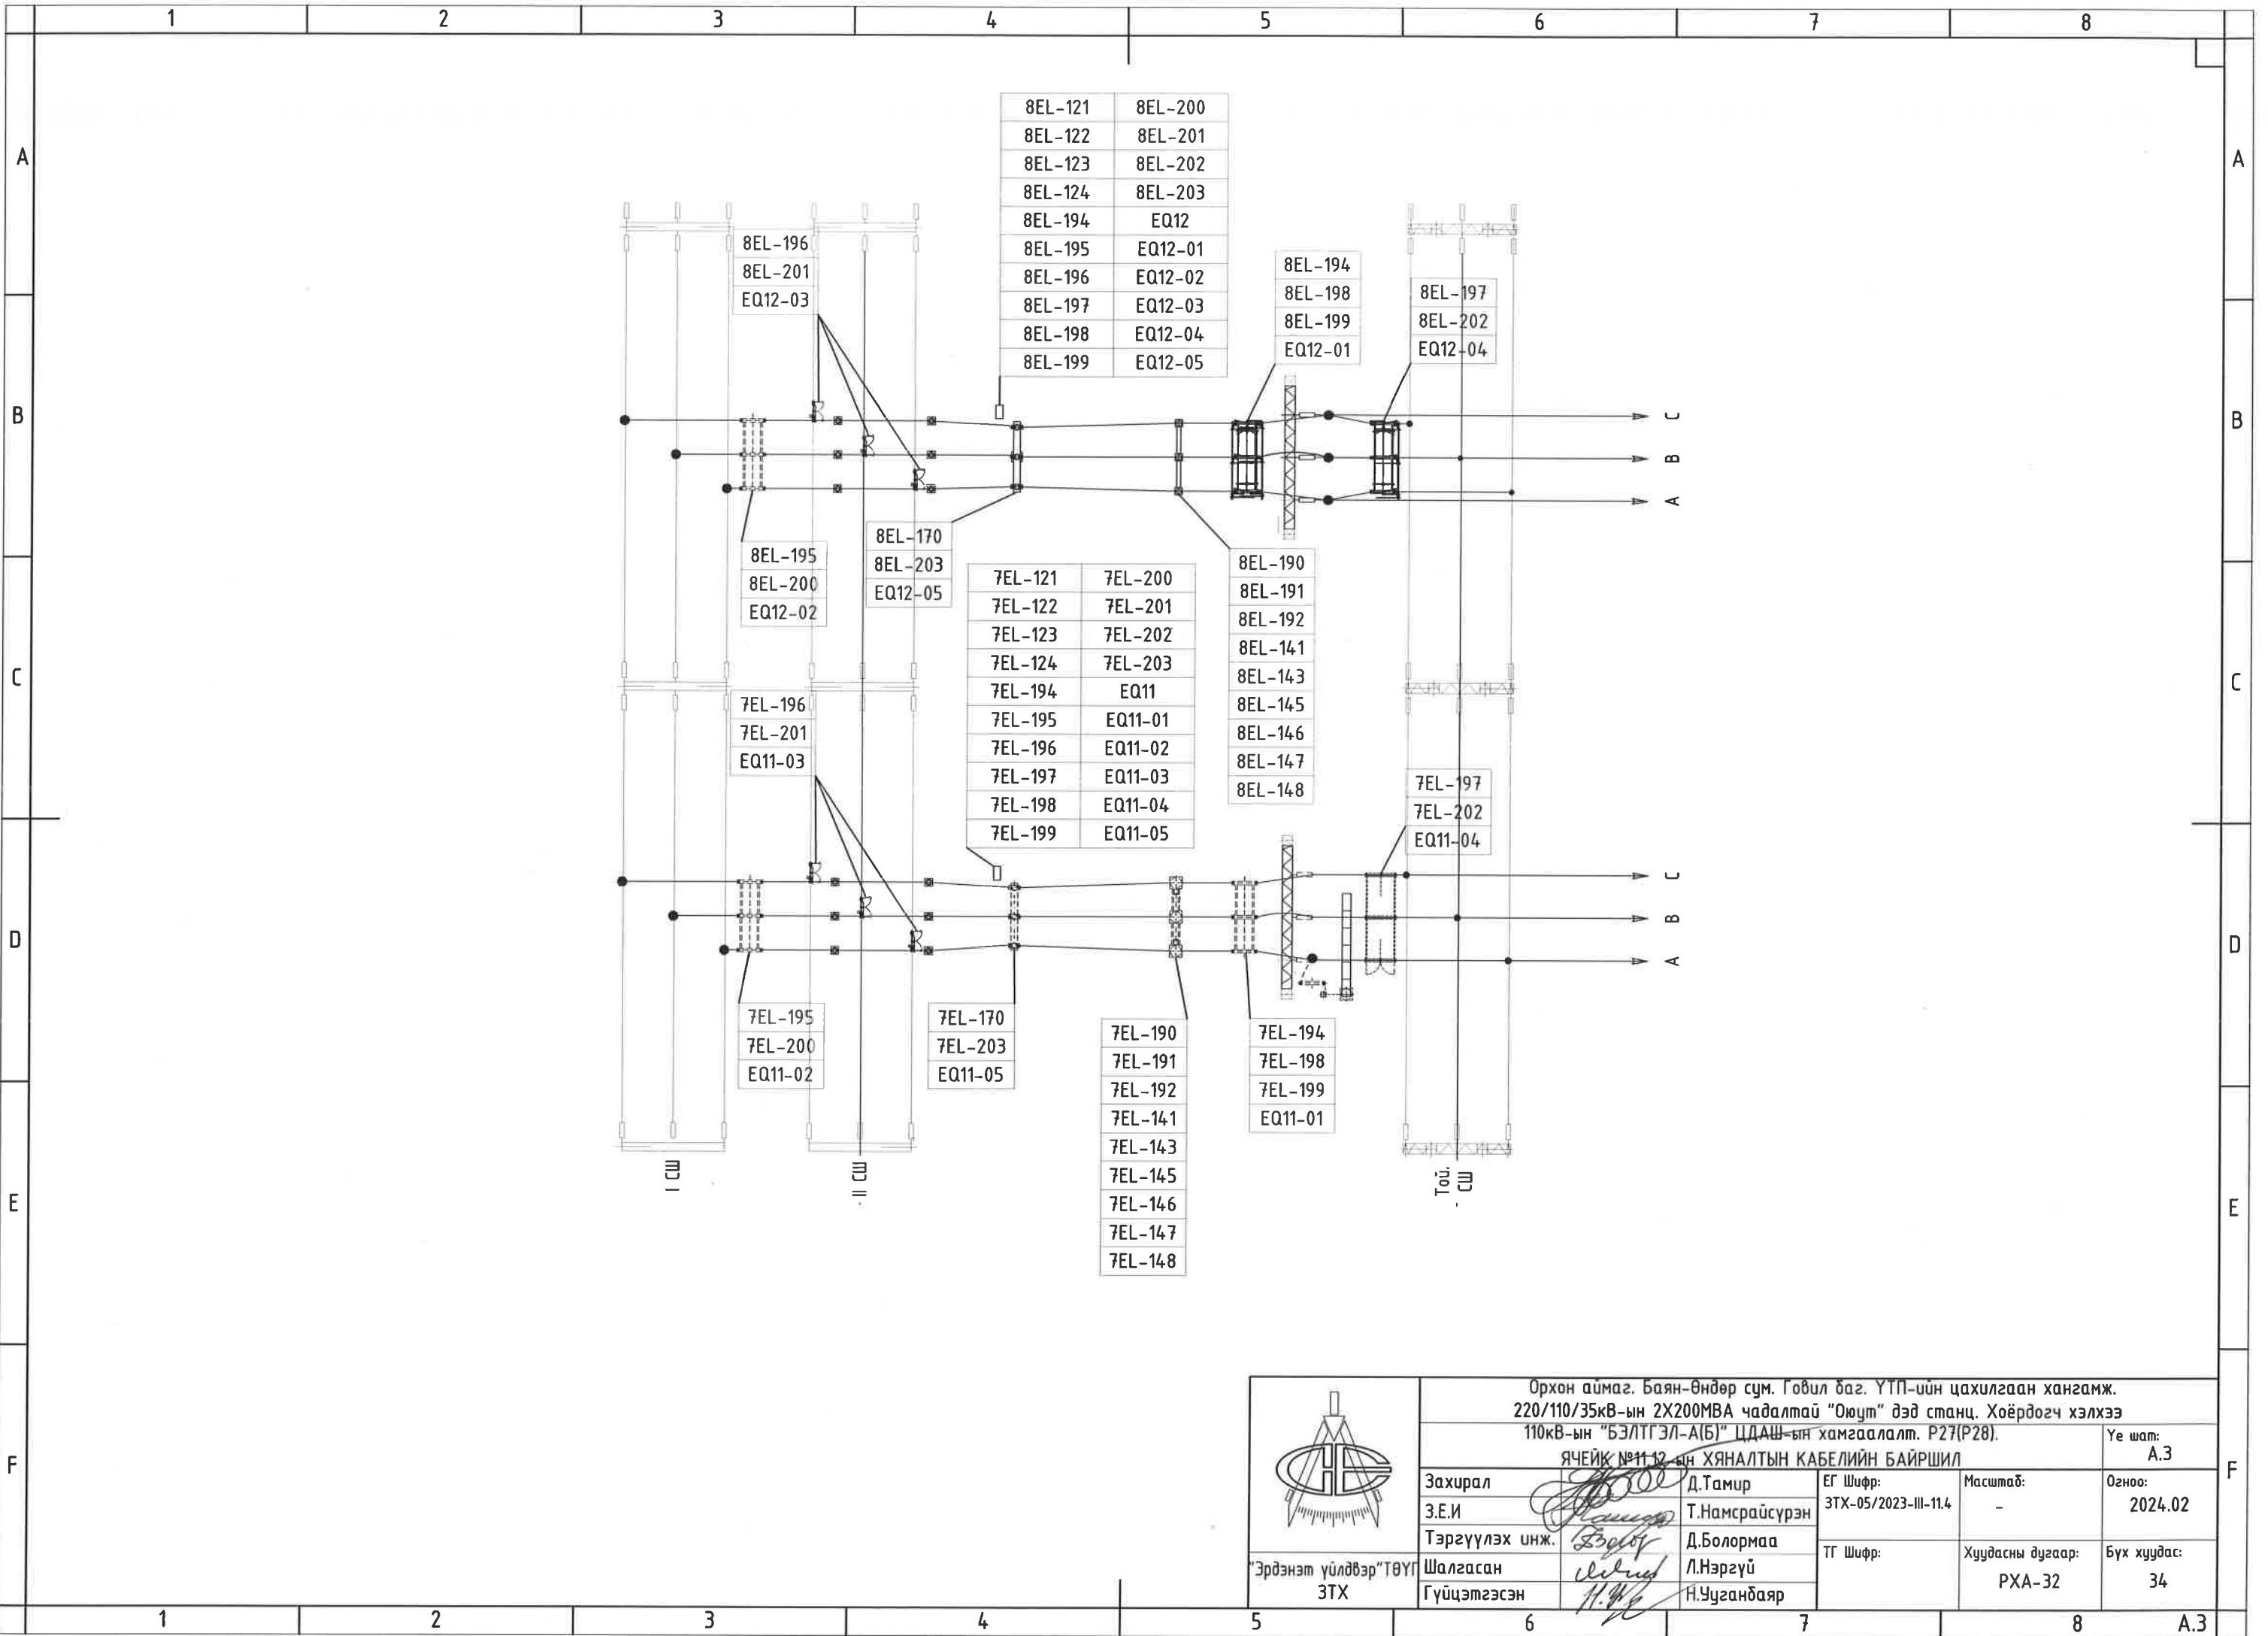 1 2 3 4 5 6 7 8
A A
B B
C C
D D
E E
F F
8EL-121 8EL-200
8EL-122 8EL-201
8EL-123 8EL-202
8EL-124 8EL-203
8EL-194 EQ12
8EL-195 EQ12-01
8EL-196 EQ12-02
8EL-197 EQ12-03
8EL-198 EQ12-04
8EL-199 EQ12-05
8EL-196
8EL-201
EQ12-03
8EL-194
8EL-198
8EL-199
EQ12-01
8EL-197
8EL-202
EQ12-04
C
B
A
8EL-195
8EL-200
EQ12-02
8EL-170
8EL-203
EQ12-05
8EL-190
8EL-191
8EL-192
8EL-141
8EL-143
8EL-145
8EL-146
8EL-147
8EL-148
7EL-121 7EL-200
7EL-122 7EL-201
7EL-123 7EL-202
7EL-124 7EL-203
7EL-194 EQ11
7EL-195 EQ11-01
7EL-196 EQ11-02
7EL-197 EQ11-03
7EL-198 EQ11-04
7EL-199 EQ11-05
7EL-196
7EL-201
EQ11-03
7EL-197
7EL-202
EQ11-04
C
B
A
7EL-195
7EL-200
EQ11-02
7EL-170
7EL-203
EQ11-05
7EL-190
7EL-191
7EL-192
7EL-141
7EL-143
7EL-145
7EL-146
7EL-147
7EL-148
7EL-194
7EL-198
7EL-199
EQ11-01
I СШ
II СШ
Той.
СШ
Орхон аймаг. Баян-Өндөр сум. Говил баг. ҮТП-ийн цахилгаан хангамж.
220/110/35кВ-ын 2Х200МВА чадалтай "Оюут" дэд станц. Хоёрдогч хэлхээ
110кВ-ын "БЭЛТГЭЛ-А(Б)" ЦДАШ-ын хамгаалалт. Р27(Р28).
ЯЧЕЙК №11,12-ын ХЯНАЛТЫН КАБЕЛИЙН БАЙРШИЛ
Үе шат:
А.З
Захирал Д.Тамир
З.Е.И Т.Намсрайсүрэн
Тэргүүлэх инж. Д.Болормаа
Шалгасан Л.Нэргүй
Гүйцэтгэсэн Н.Ууганбаяр
ЕГ Шифр:
ЗТХ-05/2023-III-11.4
Масштаб:
-
Огноо:
2024.02
ТГ Шифр:
Хуудасны дугаар:
РХА-32
Бүх хуудас:
34
"Эрдэнэт үйлдвэр"ТӨҮГ
ЗТХ
1 2 3 4 5 6 7 8 А.3